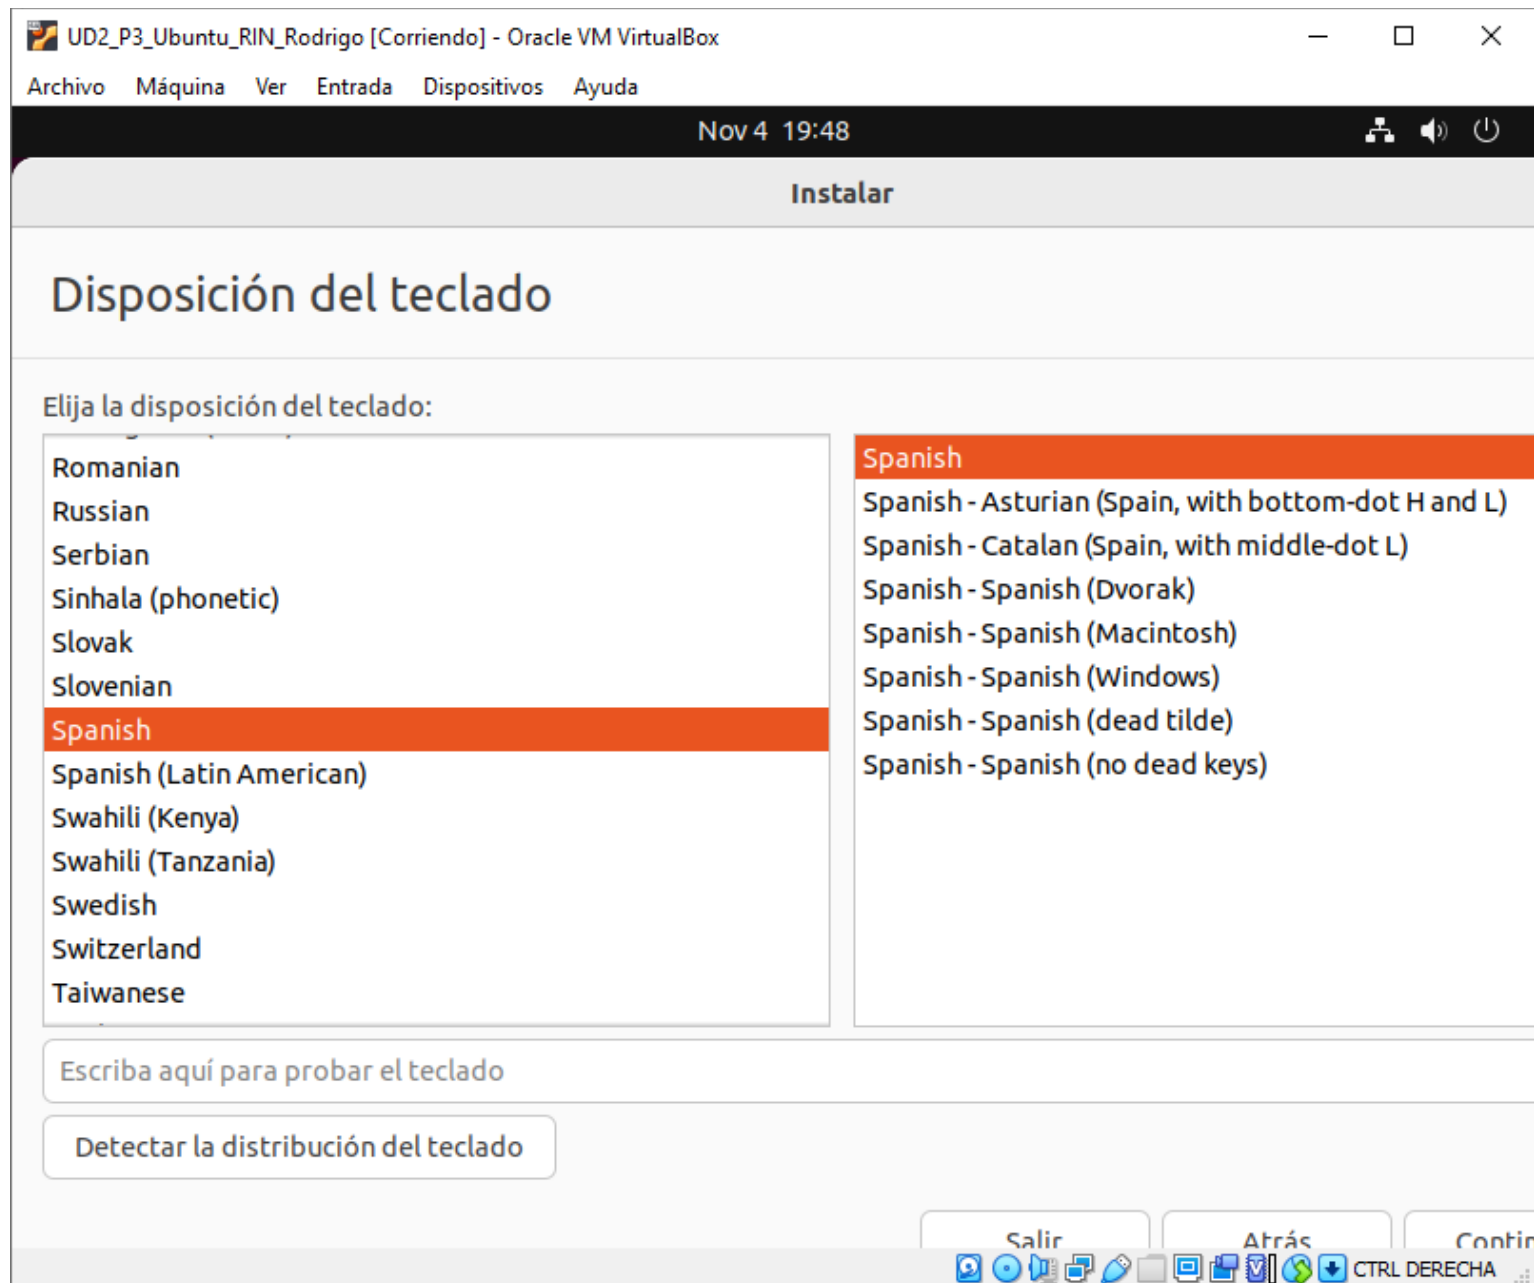 UD2_P3_Ubuntu_RIN_Rodrigo [Corriendo] - Oracle VM VirtualBox
Archivo Máquina Ver Entrada Dispositivos Ayuda
Nov 4 19:48
Instalar
Disposición del teclado
Elija la disposición del teclado:
Romanian
Russian
Serbian
Sinhala (phonetic)
Slovak
Slovenian
Spanish
Spanish (Latin American)
Swahili (Kenya)
Swahili (Tanzania)
Swedish
Switzerland
Taiwanese
Spanish
Spanish - Asturian (Spain, with bottom-dot H and L)
Spanish - Catalan (Spain, with middle-dot L)
Spanish - Spanish (Dvorak)
Spanish - Spanish (Macintosh)
Spanish - Spanish (Windows)
Spanish - Spanish (dead tilde)
Spanish - Spanish (no dead keys)
Escriba aquí para probar el teclado
Detectar la distribución del teclado
Salir Atrás
CTRL DERECHA